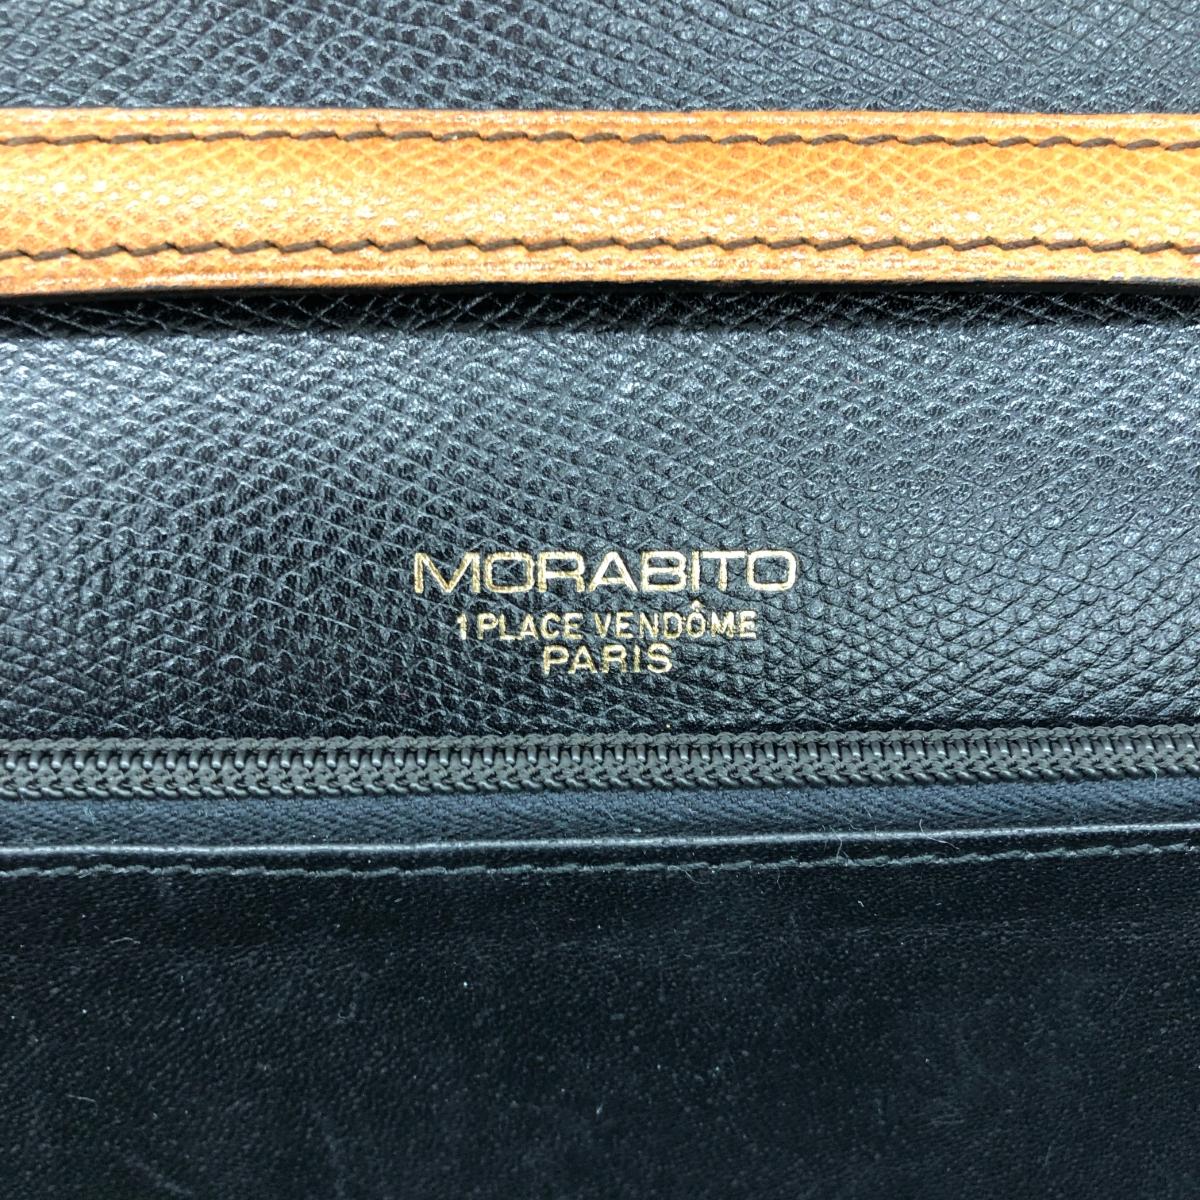 MORABITO
1 PLACE VENDÔME
PARIS